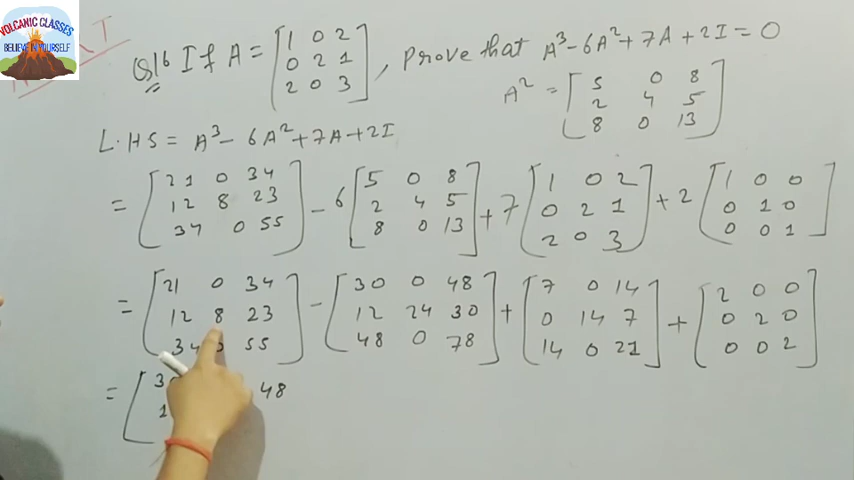 VOLCANIC CLASSES
BELIEVE IN YOURSELF
Q16 If A = [1 0 2; 0 2 1; 2 0 3], prove that A³-6A²+7A+2I=0
A² = [5 0 8; 2 4 5; 8 0 13]
L·HS = A³- 6A²+7A+2I
= [21 0 34; 12 8 23; 34 0 55] - 6 [5 0 8; 2 4 5; 8 0 13] + 7 [1 0 2; 0 2 1; 2 0 3] + 2 [1 0 0; 0 1 0; 0 0 1]
= [21 0 34; 12 8 23; 34 0 55] - [30 0 48; 12 24 30; 48 0 78] + [7 0 14; 0 14 7; 14 0 21] + [2 0 0; 0 2 0; 0 0 2]
= [3 48
1